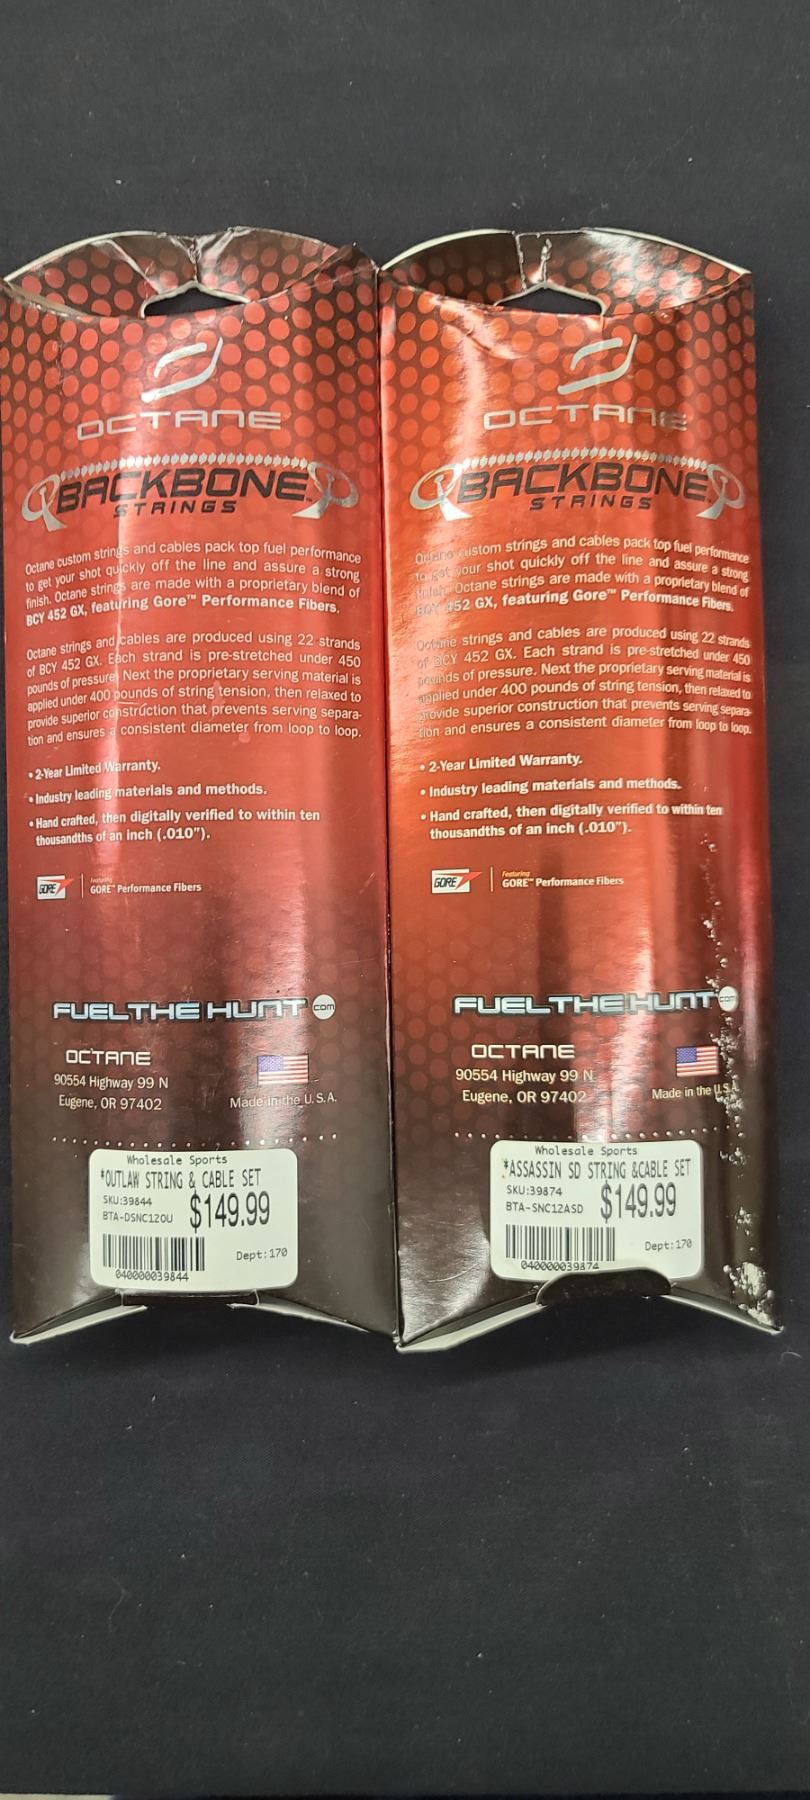 OCTANE
BACKBONE™
STRINGS
Octane custom strings and cables pack top fuel performance
to get your shot quickly off the line and assure a strong
finish. Octane strings are made with a proprietary blend of
BCY 452 GX, featuring Gore™ Performance Fibers.
Octane strings and cables are produced using 22 strands
of BCY 452 GX. Each strand is pre-stretched under 450
pounds of pressure. Next the proprietary serving material is
applied under 400 pounds of string tension, then relaxed to
provide superior construction that prevents serving separa-
tion and ensures a consistent diameter from loop to loop.
• 2-Year Limited Warranty.
• Industry leading materials and methods.
• Hand crafted, then digitally verified to within ten
thousandths of an inch (.010").
GORE
Featuring
GORE™ Performance Fibers
FUELTHEHUNT.com
OCTANE
90554 Highway 99 N
Eugene, OR 97402
Made in the U.S.A.
Wholesale Sports
*OUTLAW STRING & CABLE SET
SKU:39844
BTA-DSNC12OU
$149.99
Dept:170
040000039844
OCTANE
BACKBONE™
STRINGS
Octane custom strings and cables pack top fuel performance
to get your shot quickly off the line and assure a strong
finish. Octane strings are made with a proprietary blend of
BCY 452 GX, featuring Gore™ Performance Fibers.
Octane strings and cables are produced using 22 strands
of BCY 452 GX. Each strand is pre-stretched under 450
pounds of pressure. Next the proprietary serving material is
applied under 400 pounds of string tension, then relaxed to
provide superior construction that prevents serving separa-
tion and ensures a consistent diameter from loop to loop.
• 2-Year Limited Warranty.
• Industry leading materials and methods.
• Hand crafted, then digitally verified to within ten
thousandths of an inch (.010").
GORE
Featuring
GORE™ Performance Fibers
FUELTHEHUNT.com
OCTANE
90554 Highway 99 N
Eugene, OR 97402
Made in the U.S.A.
Wholesale Sports
*ASSASSIN SD STRING &CABLE SET
SKU:39874
BTA-SNC12ASD
$149.99
Dept:170
040000039874